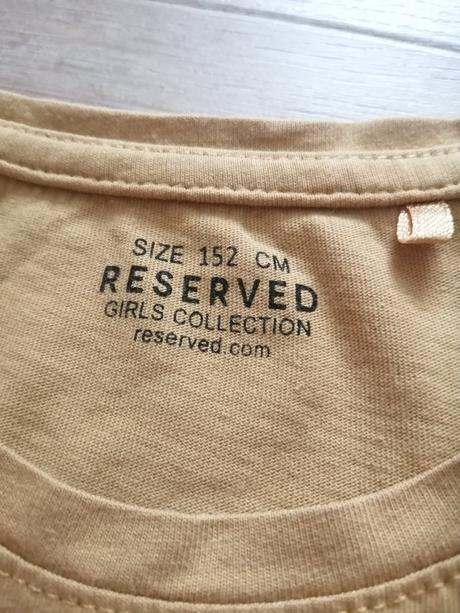 SIZE 152 CM
RESERVED
GIRLS COLLECTION
reserved.com